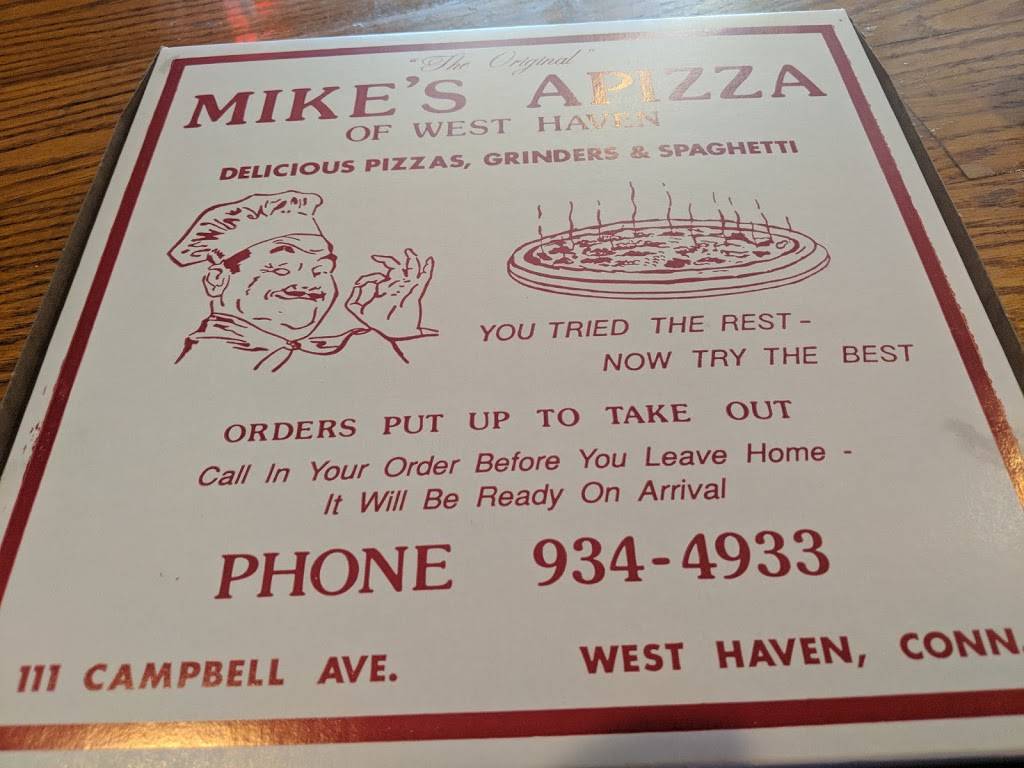 "The Original"
MIKE'S APIZZA
OF WEST HAVEN
DELICIOUS PIZZAS, GRINDERS & SPAGHETTI
YOU TRIED THE REST -
NOW TRY THE BEST
ORDERS PUT UP TO TAKE OUT
Call In Your Order Before You Leave Home -
It Will Be Ready On Arrival
PHONE 934-4933
111 CAMPBELL AVE. WEST HAVEN, CONN.